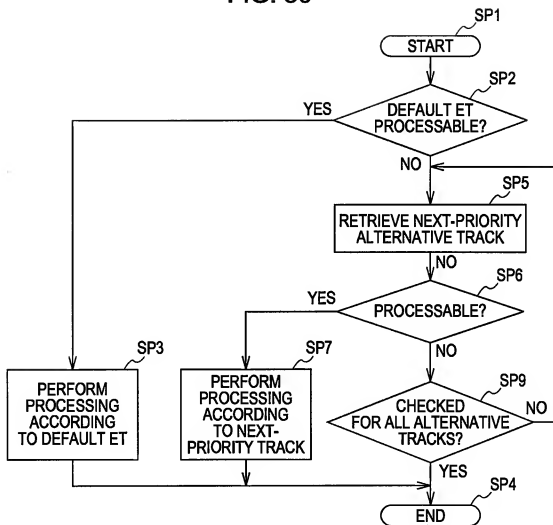 SP1
START
SP2
DEFAULT ET
PROCESSABLE?
YES
NO
SP5
RETRIEVE NEXT-PRIORITY
ALTERNATIVE TRACK
NO
SP6
PROCESSABLE?
YES
NO
SP3
PERFORM
PROCESSING
ACCORDING
TO DEFAULT ET
SP7
PERFORM
PROCESSING
ACCORDING
TO NEXT-
PRIORITY TRACK
SP9
CHECKED
FOR ALL ALTERNATIVE
TRACKS?
NO
YES
SP4
END